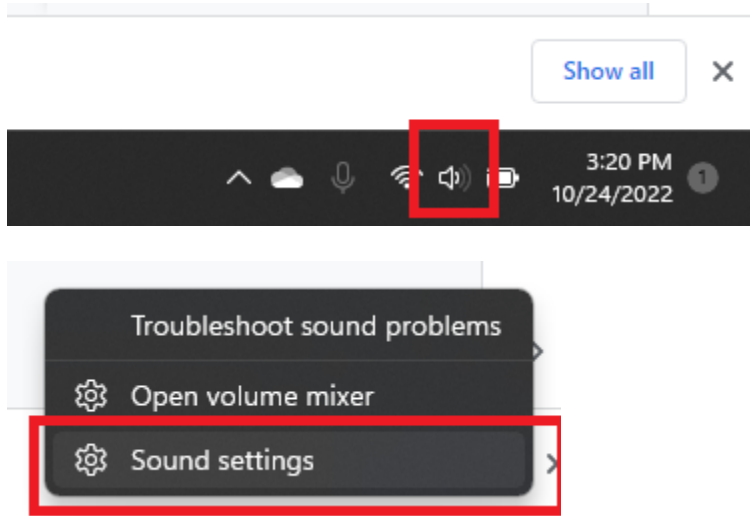 Show all
3:20 PM
10/24/2022
1
Troubleshoot sound problems
Open volume mixer
Sound settings